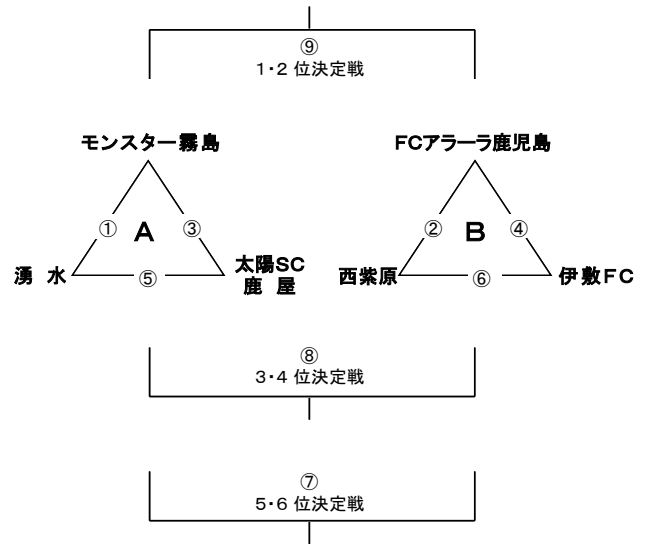 ⑨
1・2 位決定戦
モンスター霧島
FCアラーラ鹿児島
① A ③
② B ④
湧 水 ⑤ 太陽SC
鹿 屋
西紫原 ⑥ 伊敷FC
⑧
3・4 位決定戦
⑦
5・6 位決定戦